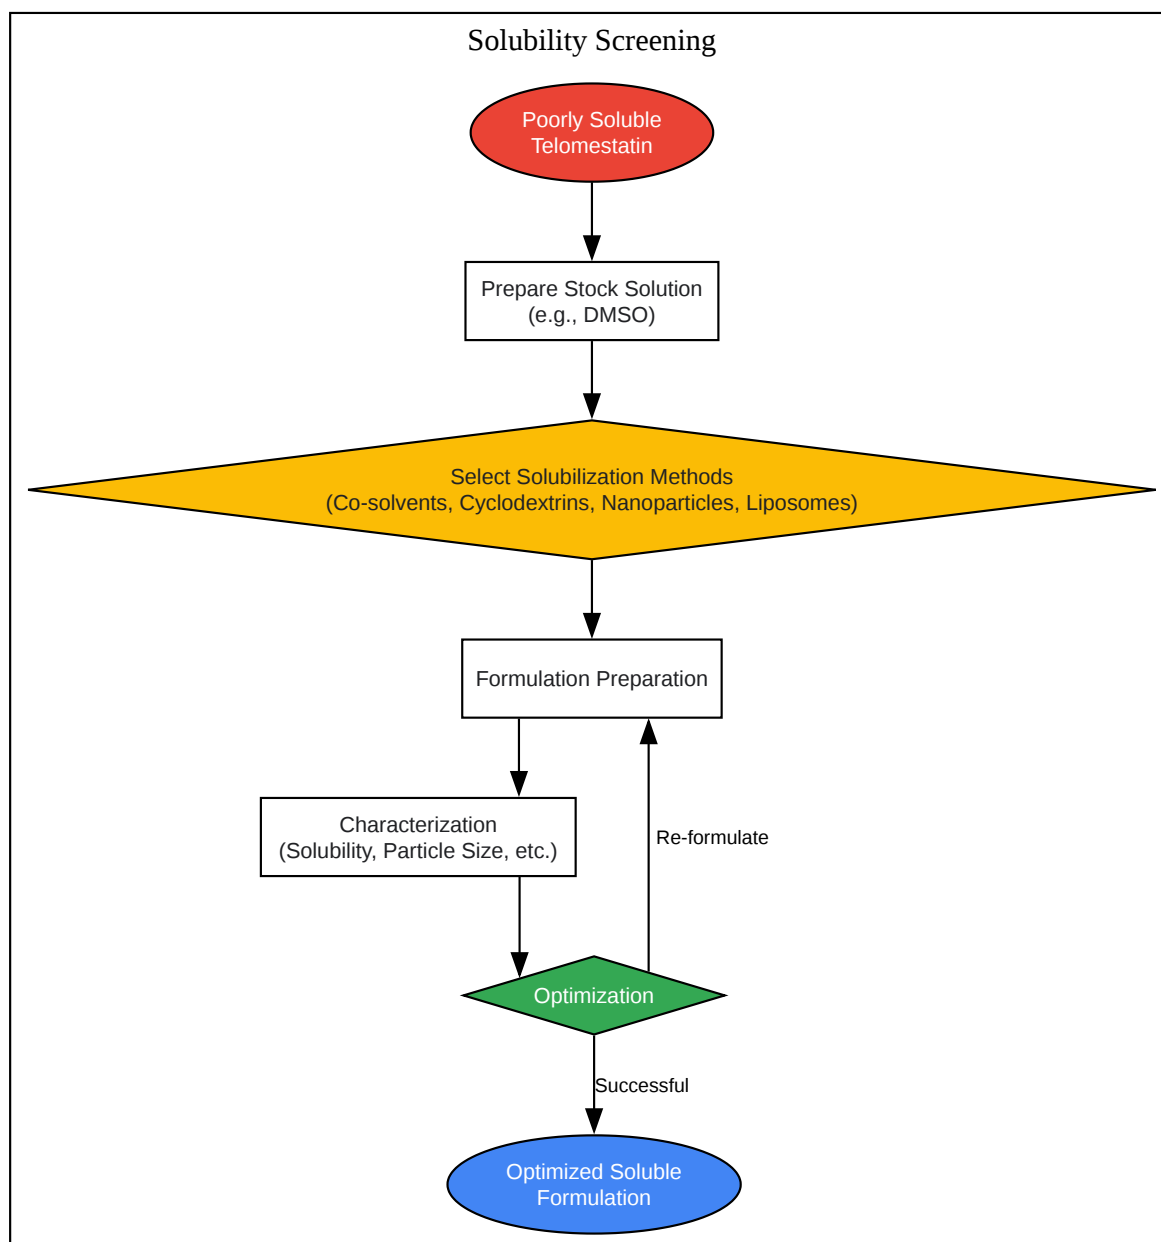 Solubility Screening
Poorly Soluble
Telomestatin
Prepare Stock Solution
(e.g., DMSO)
Select Solubilization Methods
(Co-solvents, Cyclodextrins, Nanoparticles, Liposomes)
Formulation Preparation
Characterization
(Solubility, Particle Size, etc.)
Re-formulate
Optimization
Successful
Optimized Soluble
Formulation